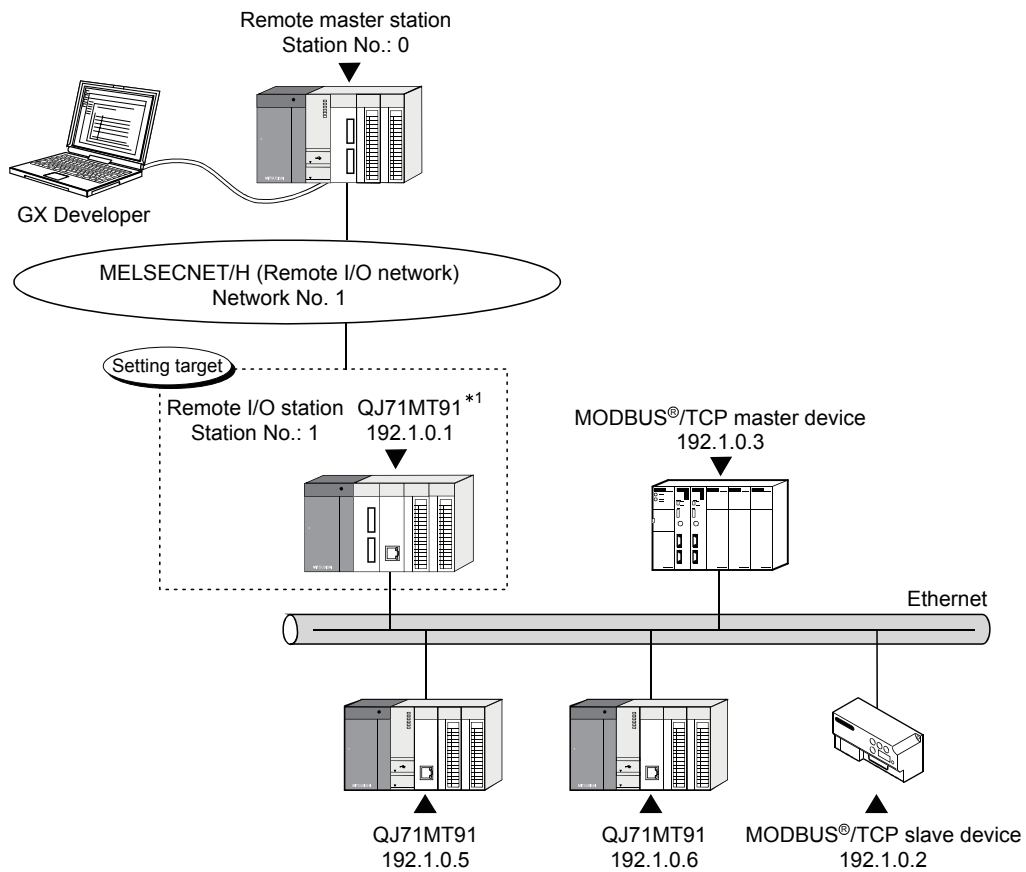 Remote master station
Station No.: 0
GX Developer
MELSECNET/H (Remote I/O network)
Network No. 1
Setting target
Remote I/O station QJ71MT91*1
Station No.: 1 192.1.0.1
MODBUS®/TCP master device
192.1.0.3
Ethernet
QJ71MT91
192.1.0.5
QJ71MT91
192.1.0.6
MODBUS®/TCP slave device
192.1.0.2